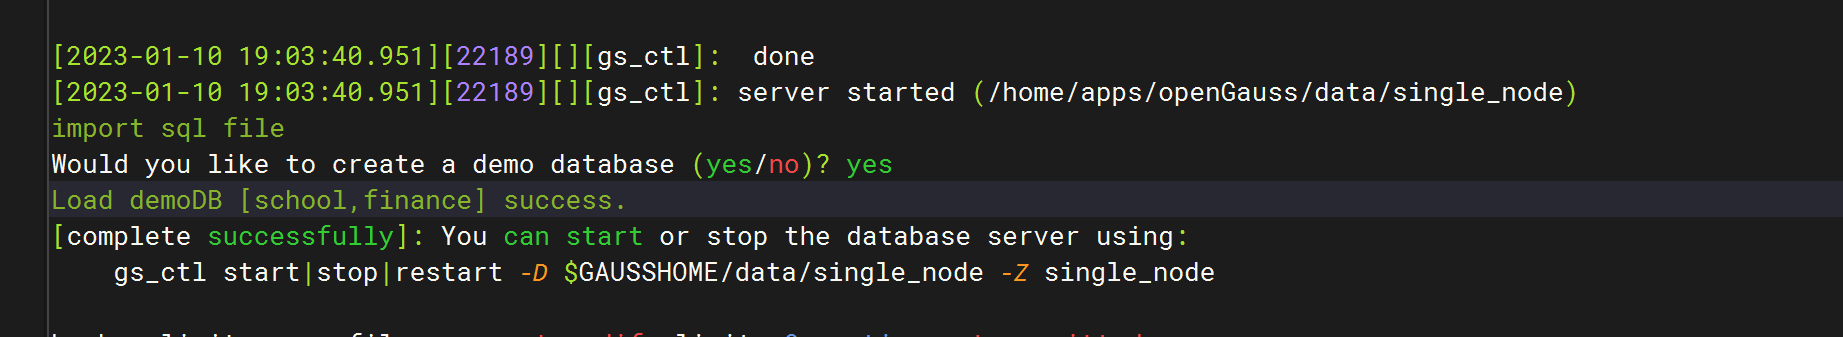 [2023-01-10 19:03:40.951][22189][][gs_ctl]:  done
[2023-01-10 19:03:40.951][22189][][gs_ctl]: server started (/home/apps/openGauss/data/single_node)
import sql file
Would you like to create a demo database (yes/no)? yes
Load demoDB [school,finance] success.
[complete successfully]: You can start or stop the database server using:
    gs_ctl start|stop|restart -D $GAUSSHOME/data/single_node -Z single_node